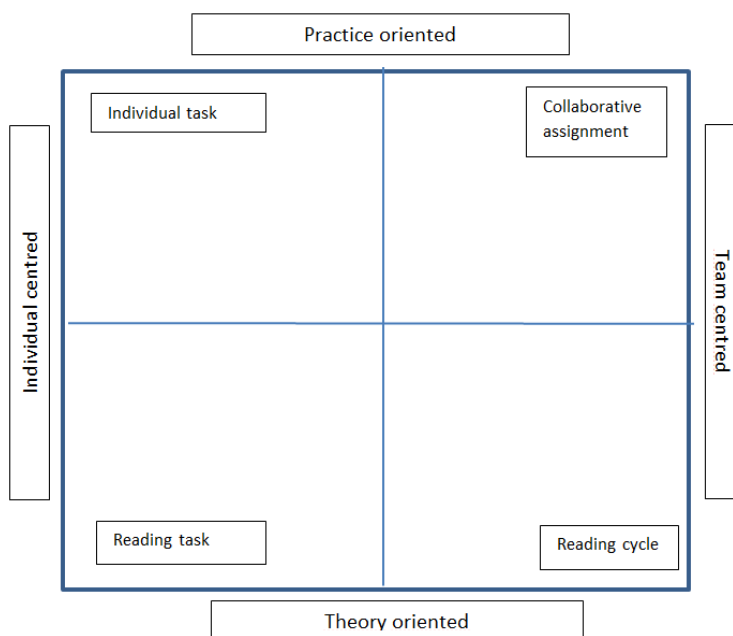 Practice oriented
Individual task
Collaborative
assignment
Individual centred
Team centred
Reading task
Reading cycle
Theory oriented